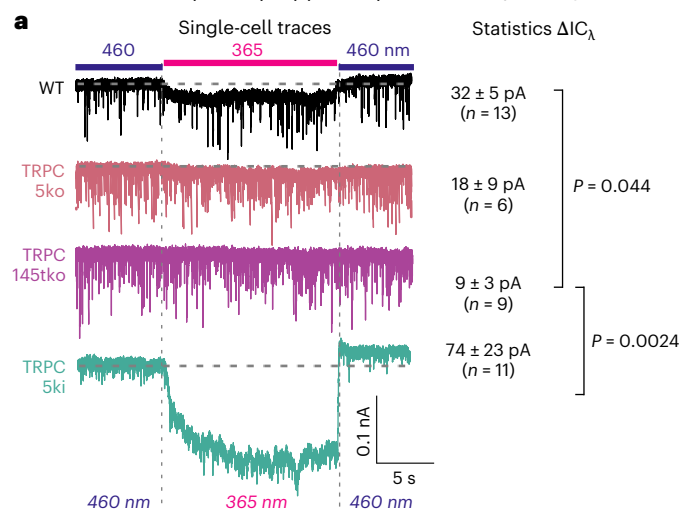 a
Single-cell traces
Statistics ΔICλ
460
365
460 nm
WT
32 ± 5 pA
(n = 13)
TRPC
5ko
18 ± 9 pA
(n = 6)
P = 0.044
TRPC
145tko
9 ± 3 pA
(n = 9)
P = 0.0024
TRPC
5ki
74 ± 23 pA
(n = 11)
0.1 nA
5 s
460 nm
365 nm
460 nm